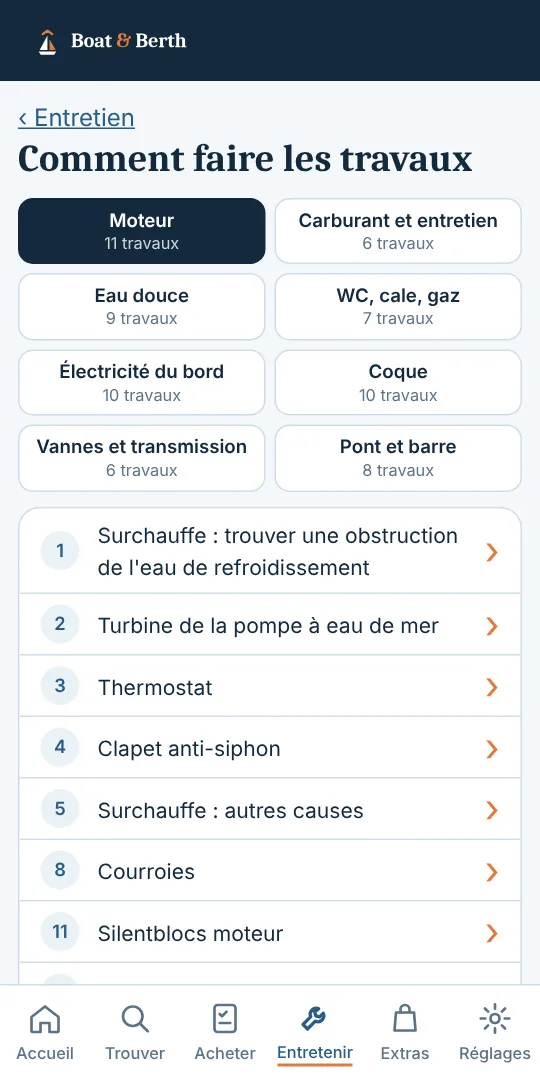 Boat & Berth
‹ Entretien
Comment faire les travaux
Moteur
11 travaux
Carburant et entretien
6 travaux
Eau douce
9 travaux
WC, cale, gaz
7 travaux
Électricité du bord
10 travaux
Coque
10 travaux
Vannes et transmission
6 travaux
Pont et barre
8 travaux
1
Surchauffe : trouver une obstruction
de l'eau de refroidissement
2
Turbine de la pompe à eau de mer
3
Thermostat
4
Clapet anti-siphon
5
Surchauffe : autres causes
8
Courroies
11
Silentblocs moteur
Accueil
Trouver
Acheter
Entretenir
Extras
Réglages